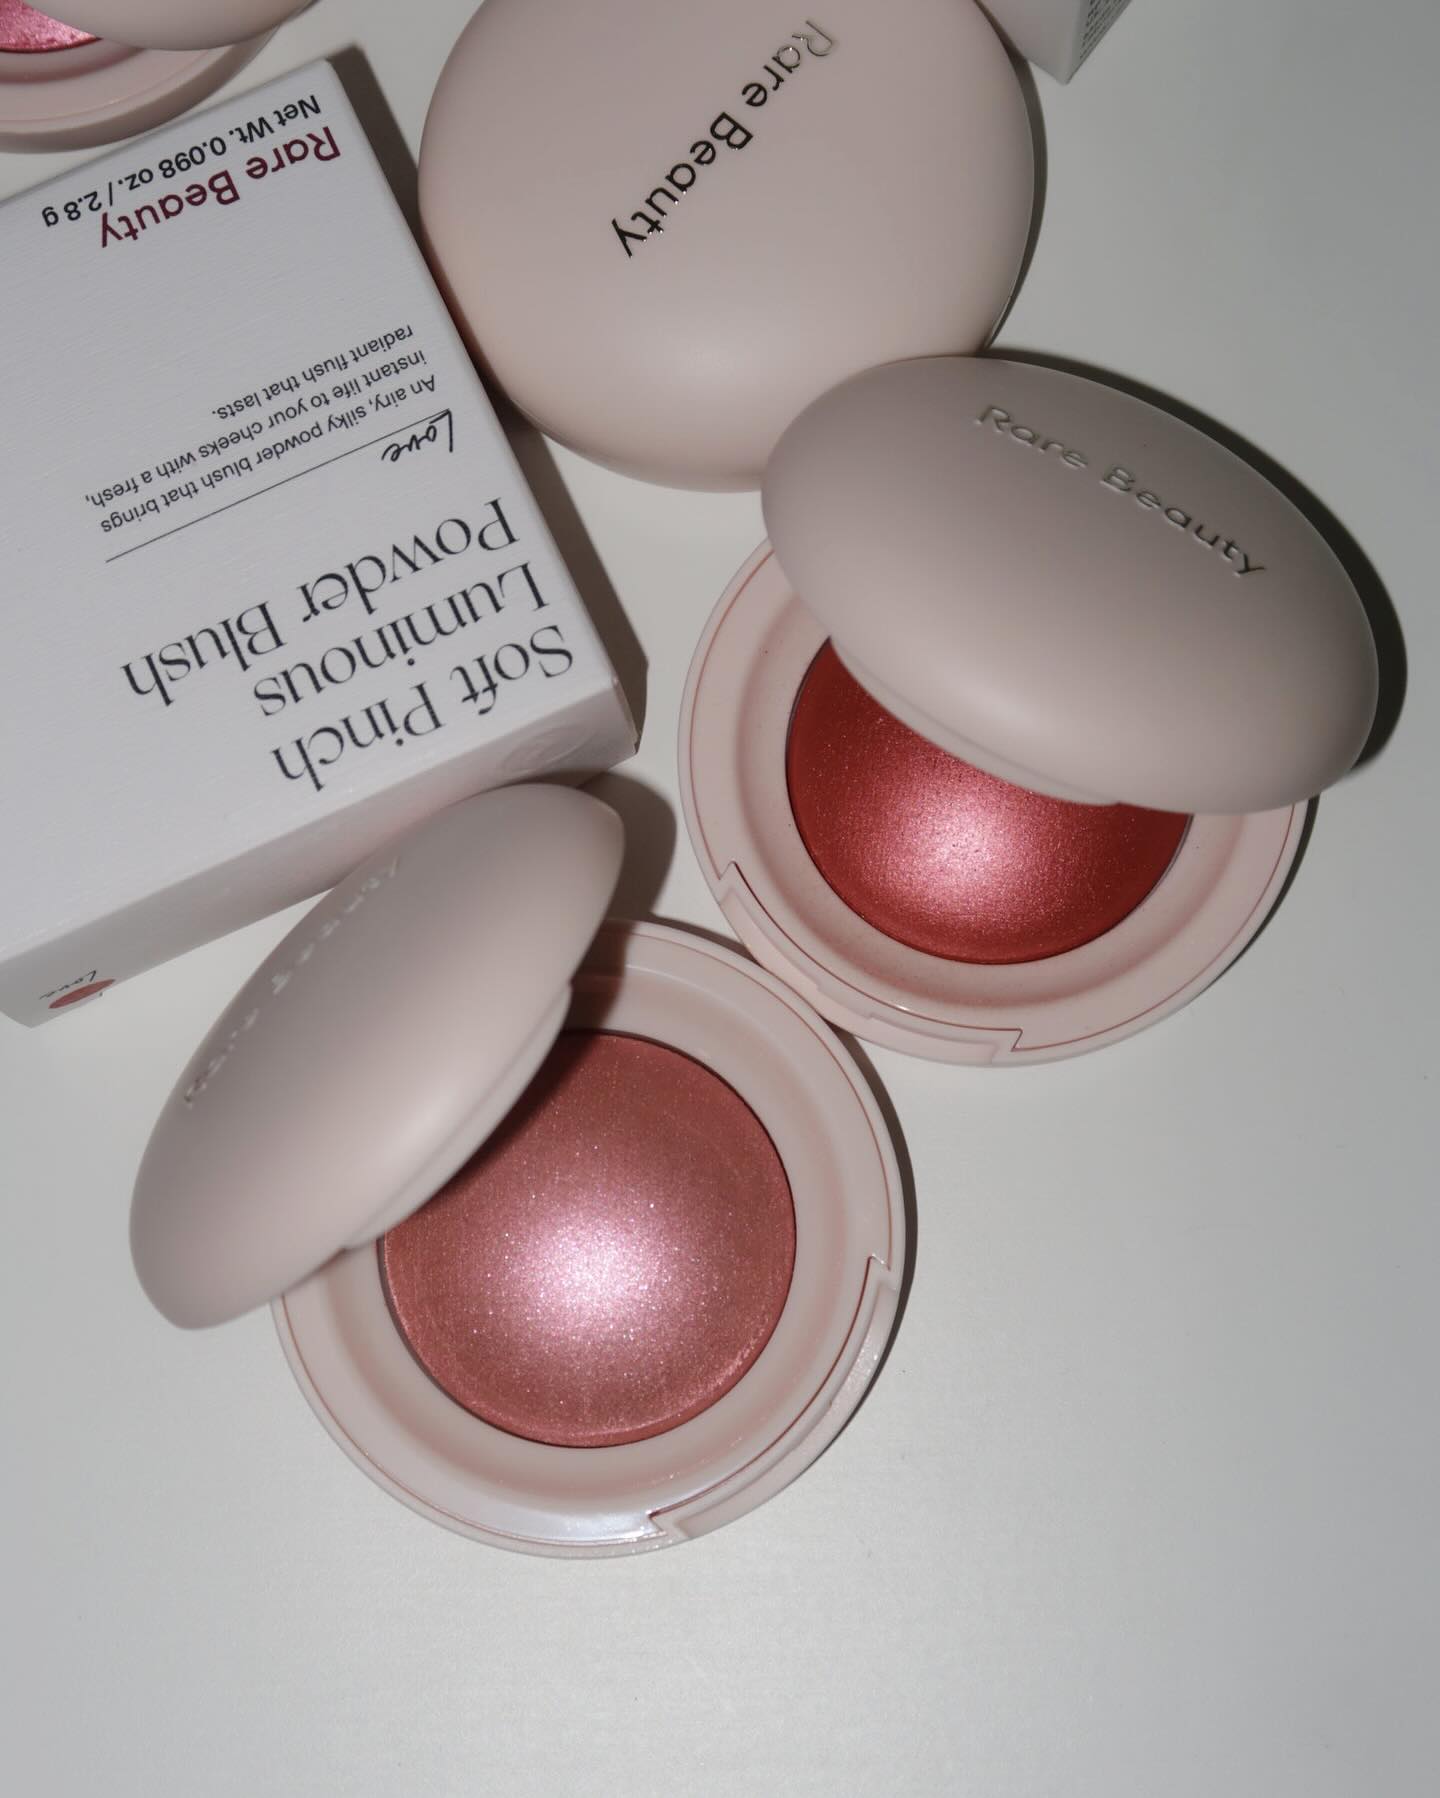 Soft Pinch
Luminous
Powder Blush
Love
An airy, silky powder blush that brings
instant life to your cheeks with a fresh,
radiant flush that lasts.
Rare Beauty
Net Wt. 0.098 oz. / 2.8 g
Love
Rare Beauty
Rare Beauty